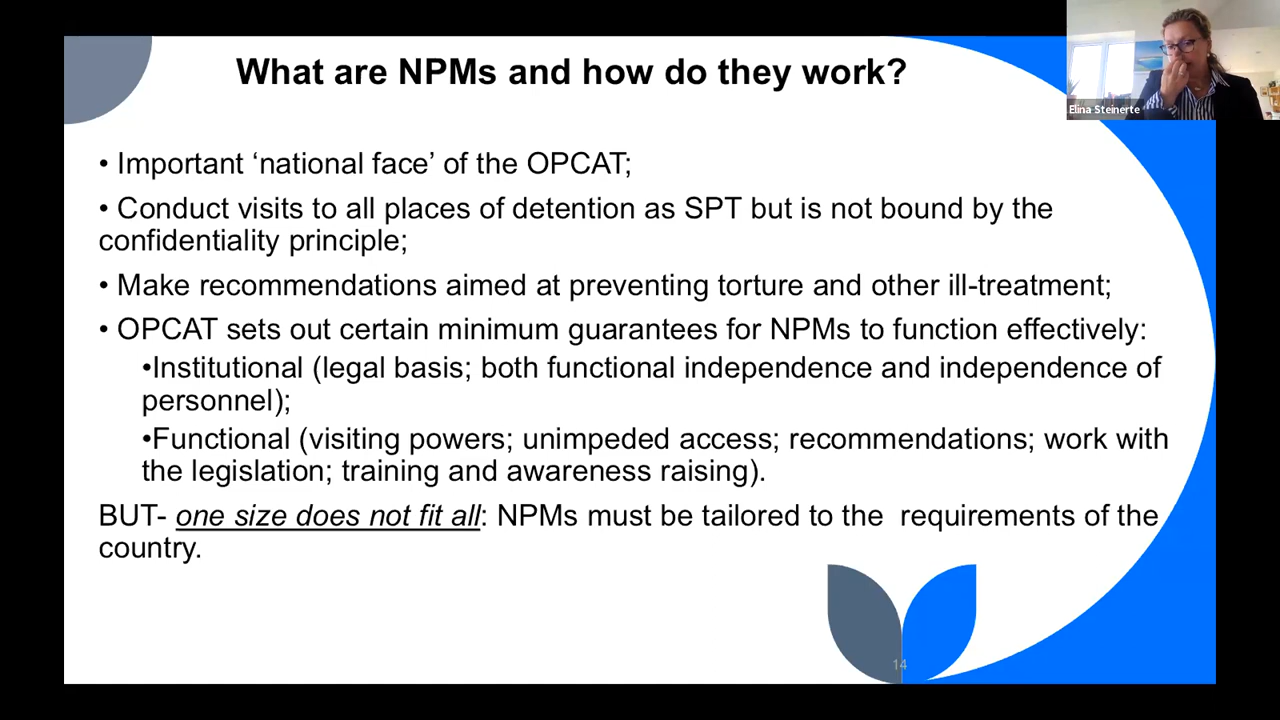 What are NPMs and how do they work?
Elina Steinerte
• Important ‘national face’ of the OPCAT;
• Conduct visits to all places of detention as SPT but is not bound by the
confidentiality principle;
• Make recommendations aimed at preventing torture and other ill-treatment;
• OPCAT sets out certain minimum guarantees for NPMs to function effectively:
•Institutional (legal basis; both functional independence and independence of
personnel);
•Functional (visiting powers; unimpeded access; recommendations; work with
the legislation; training and awareness raising).
BUT- one size does not fit all: NPMs must be tailored to the  requirements of the
country.
14